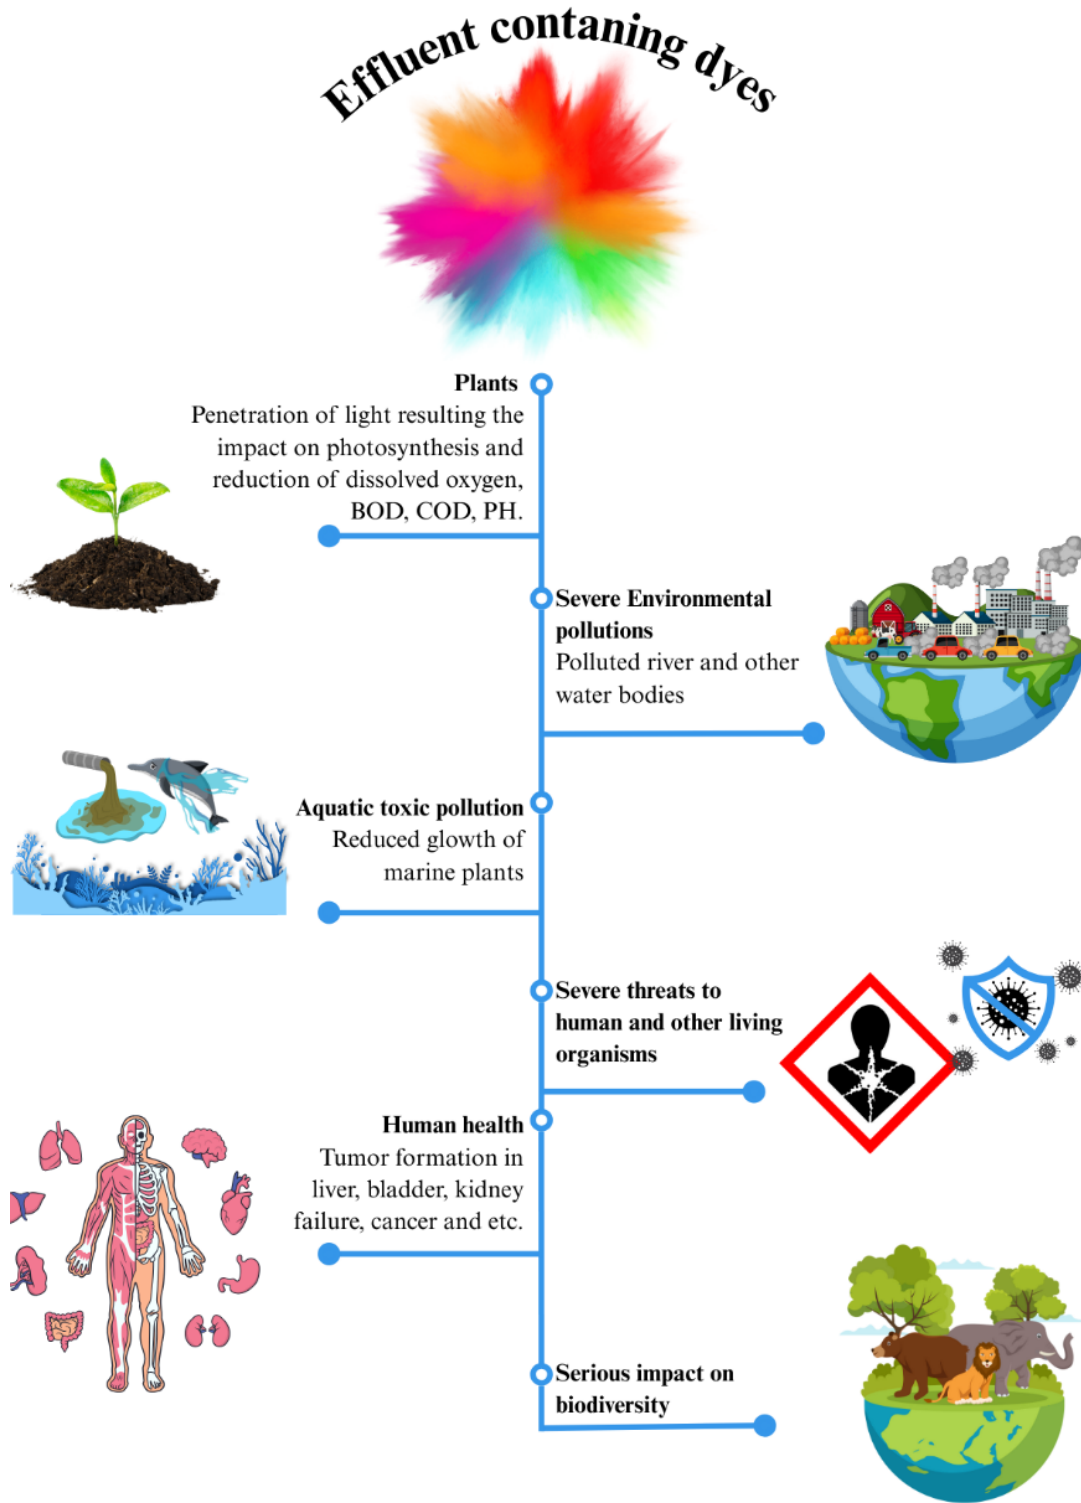 Effluent contaning dyes
Plants
Penetration of light resulting the
impact on photosynthesis and
reduction of dissolved oxygen,
BOD, COD, PH.
Severe Environmental
pollutions
Polluted river and other
water bodies
Aquatic toxic pollution
Reduced glowth of
marine plants
Severe threats to
human and other living
organisms
Human health
Tumor formation in
liver, bladder, kidney
failure, cancer and etc.
Serious impact on
biodiversity